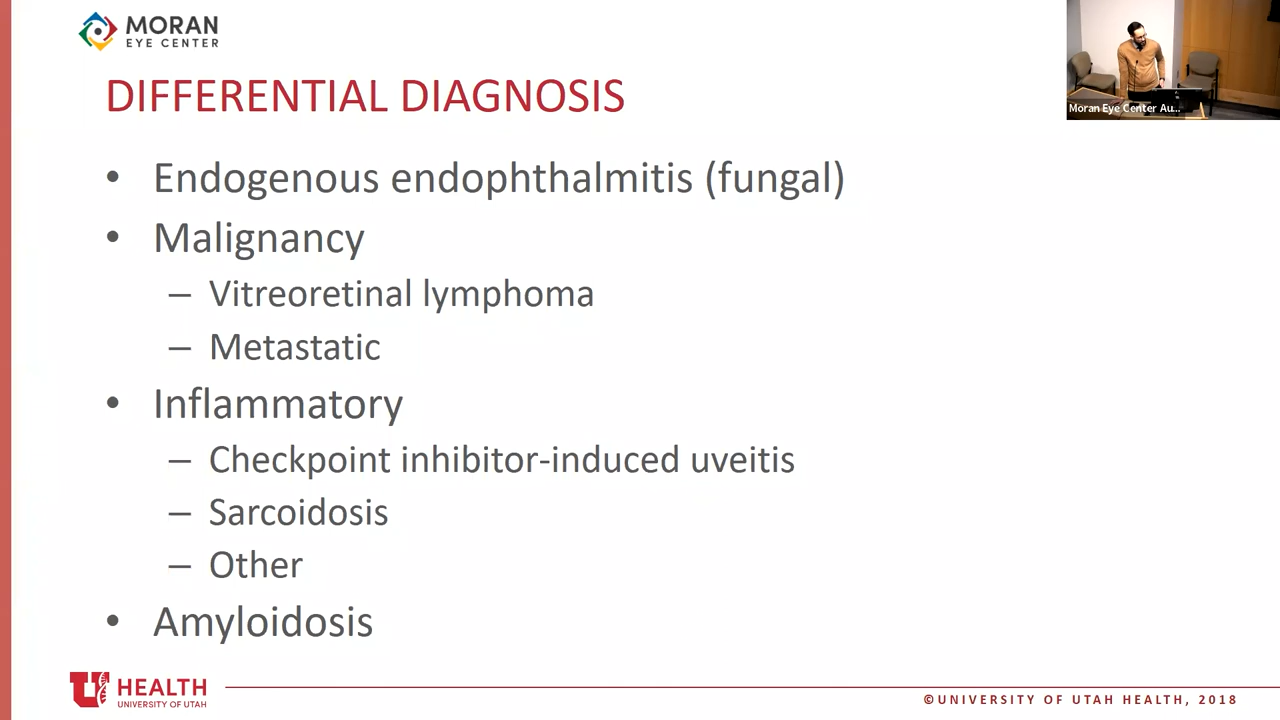 MORAN
EYE CENTER
Moran Eye Center Au...
DIFFERENTIAL DIAGNOSIS
• Endogenous endophthalmitis (fungal)
• Malignancy
– Vitreoretinal lymphoma
– Metastatic
• Inflammatory
– Checkpoint inhibitor-induced uveitis
– Sarcoidosis
– Other
• Amyloidosis
U HEALTH
UNIVERSITY OF UTAH
©UNIVERSITY OF UTAH HEALTH, 2018